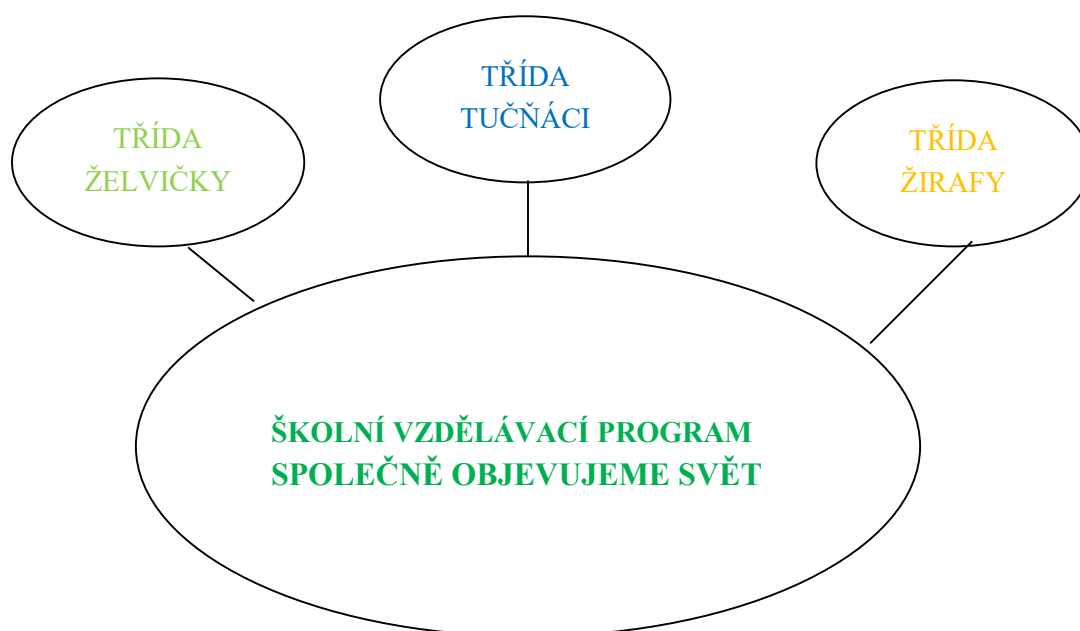 TŘÍDA
ŽELVIČKY
TŘÍDA
TUČŇÁCI
TŘÍDA
ŽIRAFY
ŠKOLNÍ VZDĚLÁVACÍ PROGRAM
SPOLEČNĚ OBJEVUJEME SVĚT